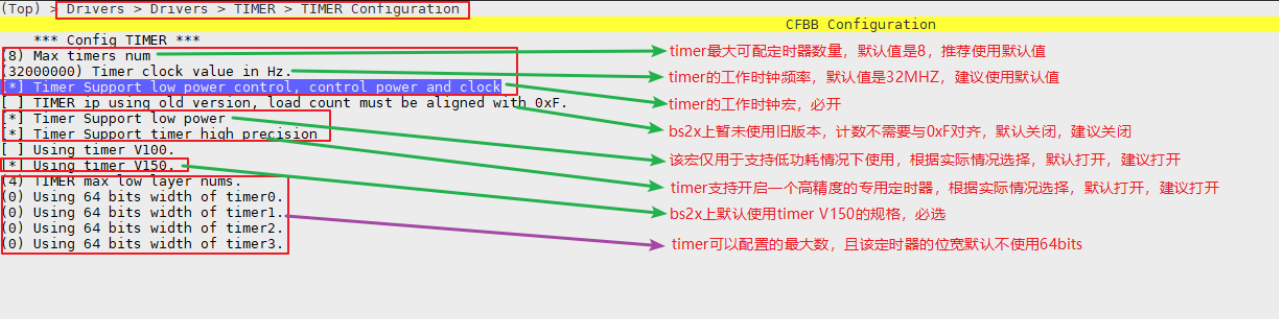 (Top) > Drivers > Drivers > TIMER > TIMER Configuration
CFBB Configuration
*** Config TIMER ***
(8) Max timers num
timer最大可配定时器数量，默认值是8，推荐使用默认值
(32000000) Timer clock value in Hz.
timer的工作时钟频率，默认值是32MHZ，建议使用默认值
[*] Timer Support low power control, control power and clock
timer的工作时钟宏，必开
[ ] TIMER ip using old version, load count must be aligned with 0xF.
bs2x上暂未使用旧版本，计数不需要与0xF对齐，默认关闭，建议关闭
[*] Timer Support low power
该宏仅用于支持低功耗情况下使用，根据实际情况选择，默认打开，建议打开
[*] Timer Support timer high precision
timer支持开启一个高精度的专用定时器，根据实际情况选择，默认打开，建议打开
[ ] Using timer V100.
[*] Using timer V150.
bs2x上默认使用timer V150的规格，必选
(4) TIMER max low layer nums.
(0) Using 64 bits width of timer0.
(0) Using 64 bits width of timer1.
(0) Using 64 bits width of timer2.
(0) Using 64 bits width of timer3.
timer可以配置的最大数，且该定时器的位宽默认不使用64bits